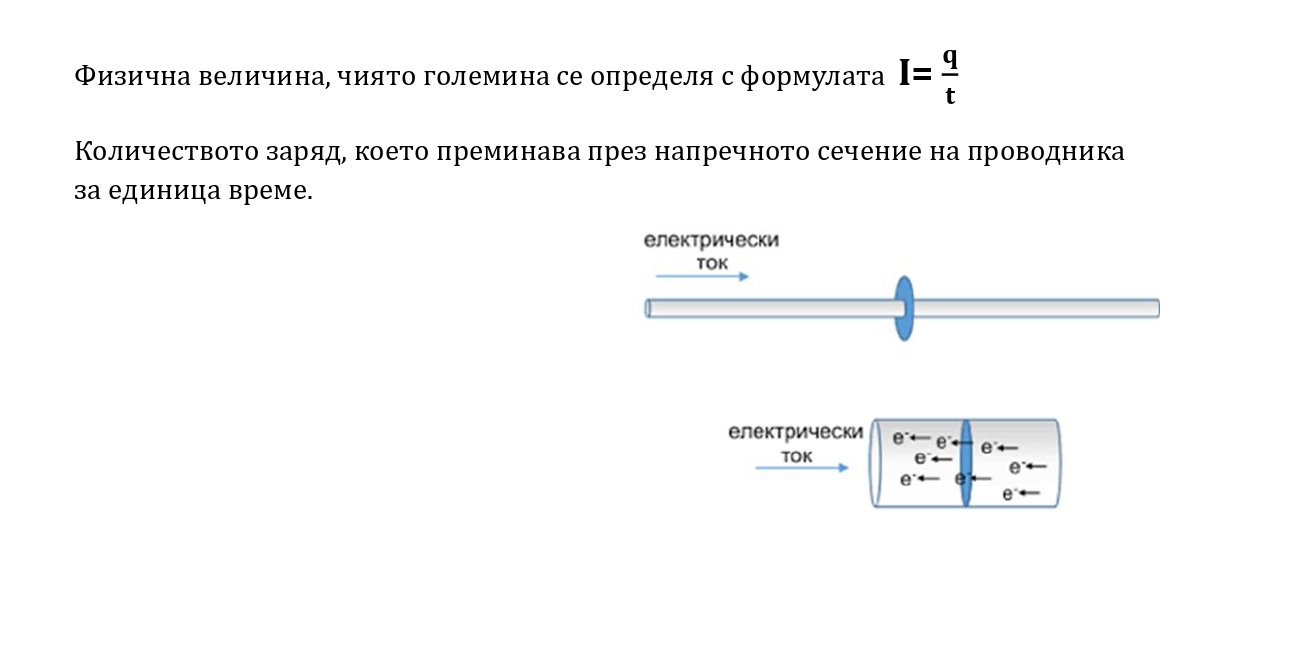 Физична величина, чиято големина се определя с формулата I= q/t
Количеството заряд, което преминава през напречното сечение на проводника
за единица време.
електрически
ток
електрически
ток
e⁻ e⁻ e⁻
e⁻ e⁻
e⁻ e⁻
e⁻